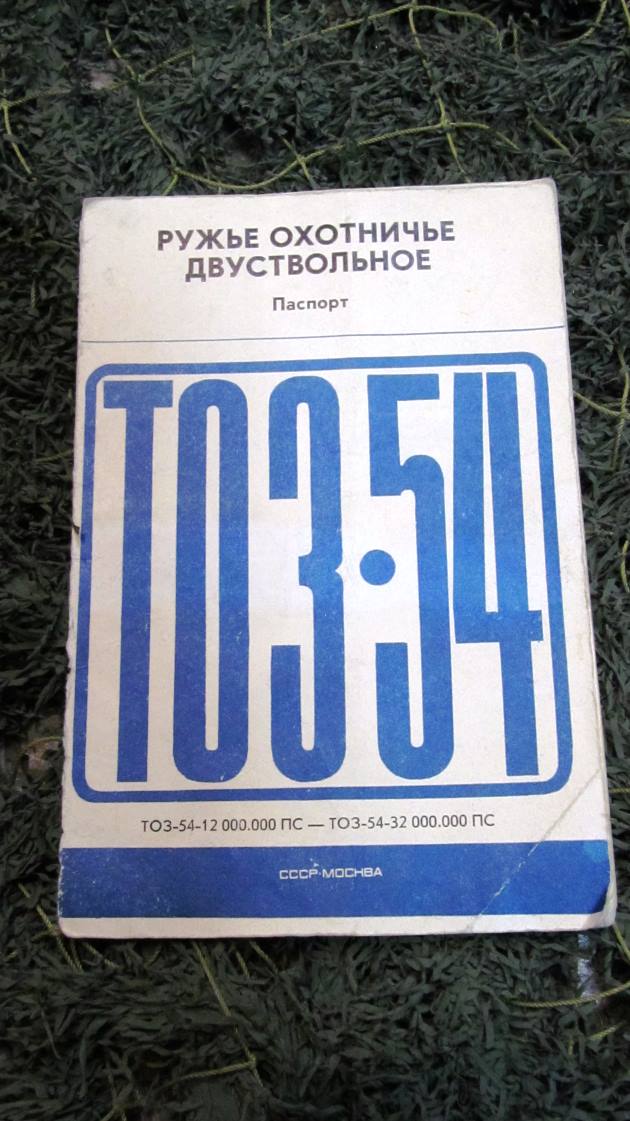 РУЖЬЕ ОХОТНИЧЬЕ
ДВУСТВОЛЬНОЕ
Паспорт
ТОЗ·54
ТОЗ-54-12 000.000 ПС — ТОЗ-54-32 000.000 ПС
СССР·МОСКВА